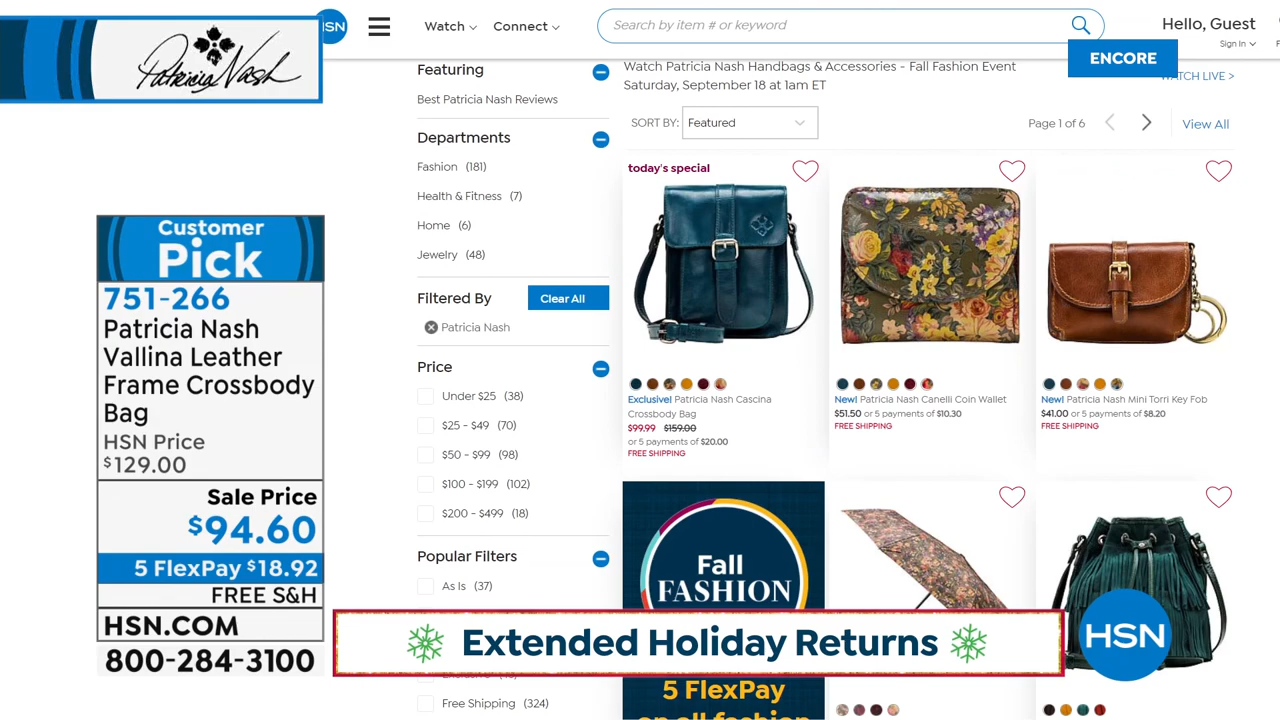 Patricia Nash
HSN
Watch
Connect
Search by item # or keyword
Hello, Guest
Sign In
ENCORE
WATCH LIVE >
Featuring
Best Patricia Nash Reviews
Departments
Fashion (181)
Health & Fitness (7)
Home (6)
Jewelry (48)
Filtered By
Clear All
Patricia Nash
Price
Under $25 (38)
$25 - $49 (70)
$50 - $99 (98)
$100 - $199 (102)
$200 - $499 (18)
Popular Filters
As Is (37)
Free Shipping (324)
Watch Patricia Nash Handbags & Accessories - Fall Fashion Event
Saturday, September 18 at 1am ET
SORT BY: Featured
Page 1 of 6
View All
today's special
Exclusive! Patricia Nash Cascina
Crossbody Bag
$99.99 $159.00
or 5 payments of $20.00
FREE SHIPPING
New! Patricia Nash Canelli Coin Wallet
$51.50 or 5 payments of $10.30
FREE SHIPPING
New! Patricia Nash Mini Torri Key Fob
$41.00 or 5 payments of $8.20
FREE SHIPPING
Fall
FASHION
5 FlexPay
on all fashion
Customer
Pick
751-266
Patricia Nash
Vallina Leather
Frame Crossbody
Bag
HSN Price
$129.00
Sale Price
$94.60
5 FlexPay $18.92
FREE S&H
HSN.COM
800-284-3100
Extended Holiday Returns
HSN